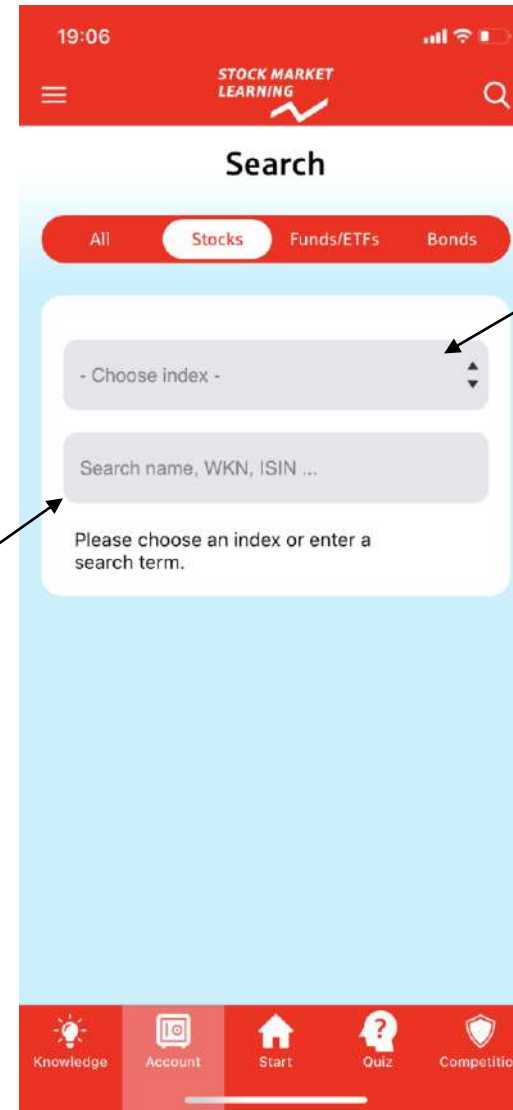 19:06
STOCK MARKET
LEARNING
Search
All Stocks Funds/ETFs Bonds
- Choose index -
Search name, WKN, ISIN ...
Please choose an index or enter a
search term.
Knowledge Account Start Quiz Competitio